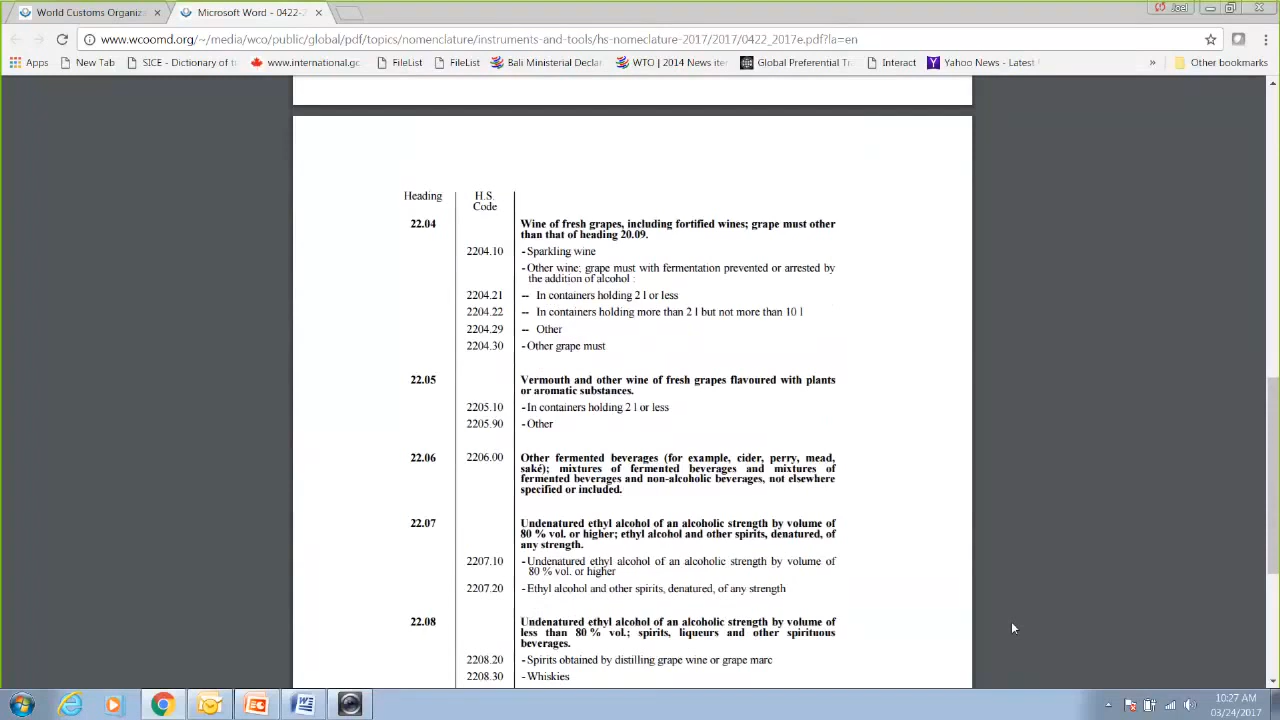 World Customs Organiza
Microsoft Word - 0422-2
Joel
www.wcoomd.org/~/media/wco/public/global/pdf/topics/nomenclature/instruments-and-tools/hs-nomeclature-2017/2017/0422_2017e.pdf?la=en
Apps New Tab SICE - Dictionary of t www.international.gc FileList FileList Bali Ministerial Decla WTO | 2014 News iter Global Preferential Tr Interact Yahoo News - Latest » Other bookmarks
Heading H.S.
Code
22.04 Wine of fresh grapes, including fortified wines; grape must other
than that of heading 20.09.
2204.10 - Sparkling wine
- Other wine; grape must with fermentation prevented or arrested by
the addition of alcohol :
2204.21 -- In containers holding 2 l or less
2204.22 -- In containers holding more than 2 l but not more than 10 l
2204.29 -- Other
2204.30 - Other grape must
22.05 Vermouth and other wine of fresh grapes flavoured with plants
or aromatic substances.
2205.10 - In containers holding 2 l or less
2205.90 - Other
22.06 2206.00 Other fermented beverages (for example, cider, perry, mead,
saké); mixtures of fermented beverages and mixtures of
fermented beverages and non-alcoholic beverages, not elsewhere
specified or included.
22.07 Undenatured ethyl alcohol of an alcoholic strength by volume of
80 % vol. or higher; ethyl alcohol and other spirits, denatured, of
any strength.
2207.10 - Undenatured ethyl alcohol of an alcoholic strength by volume of
80 % vol. or higher
2207.20 - Ethyl alcohol and other spirits, denatured, of any strength
22.08 Undenatured ethyl alcohol of an alcoholic strength by volume of
less than 80 % vol.; spirits, liqueurs and other spirituous
beverages.
2208.20 - Spirits obtained by distilling grape wine or grape marc
2208.30 - Whiskies
10:27 AM
03/24/2017